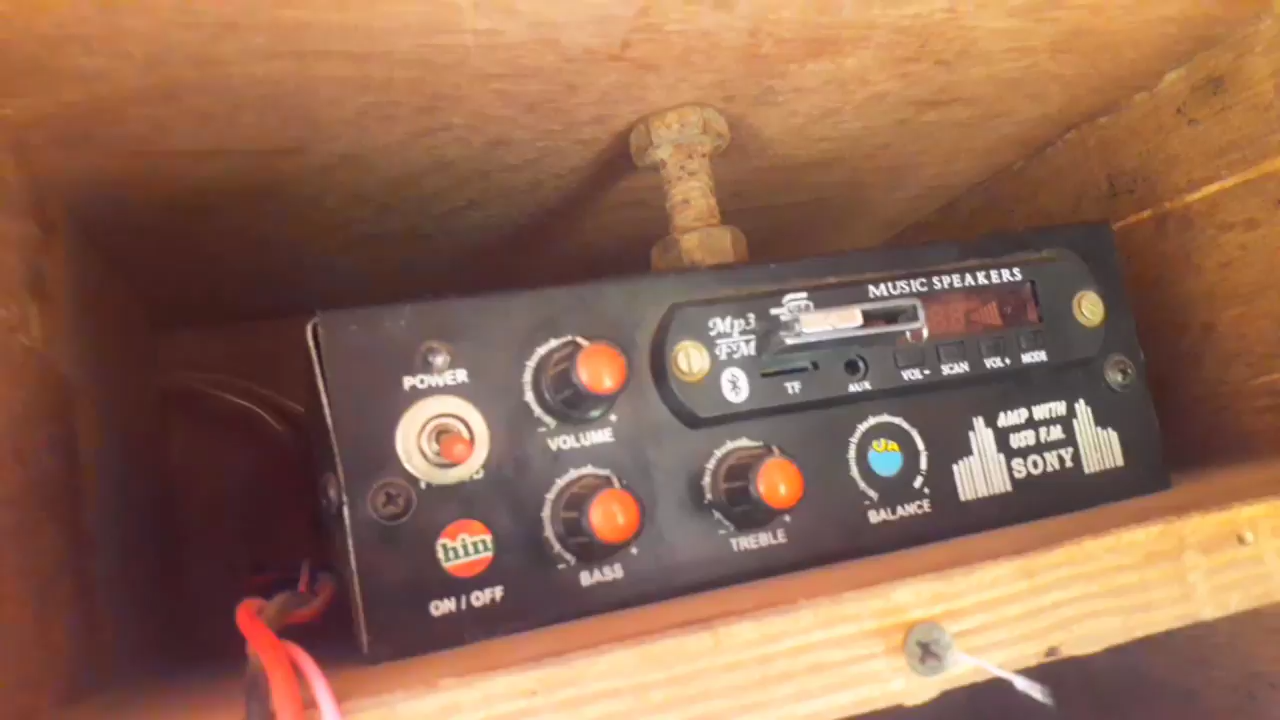 MUSIC SPEAKERS
Mp3
FM
TF
AUX
VOL-
SCAN
VOL+
MODE
POWER
VOLUME
AMP WITH
USB F.M.
SONY
BALANCE
TREBLE
BASS
hin
ON / OFF